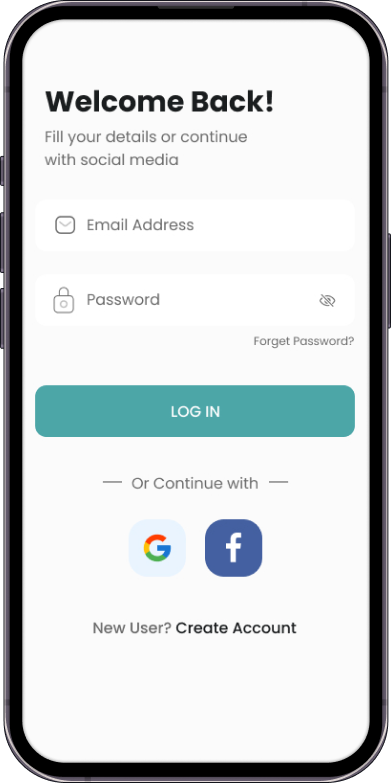 Welcome Back!
Fill your details or continue
with social media
Email Address
Password
Forget Password?
LOG IN
Or Continue with
New User? Create Account